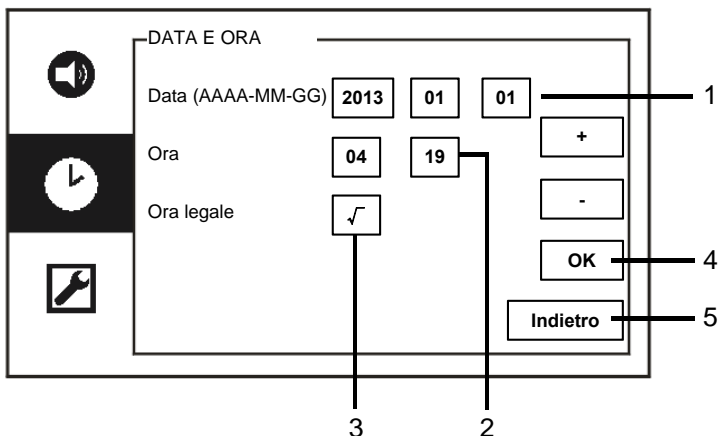 DATA E ORA
Data (AAAA-MM-GG) 2013 01 01 1
+
Ora 04 19
-
Ora legale √
OK 4
Indietro 5
3 2